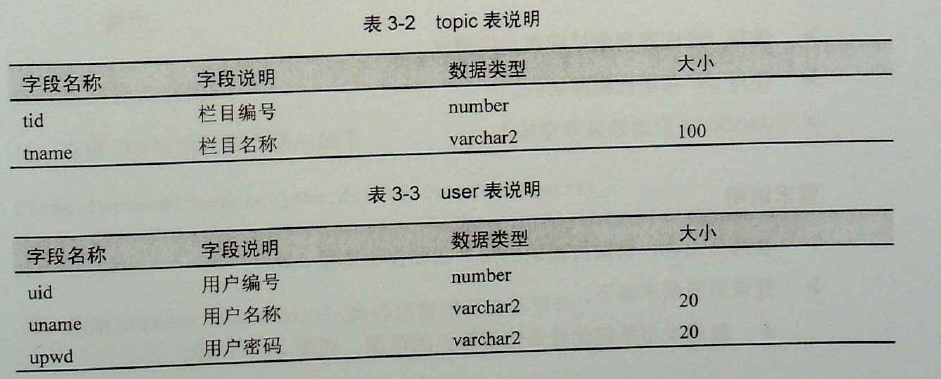 表 3-2 topic 表说明
字段名称 字段说明 数据类型 大小
tid 栏目编号 number
tname 栏目名称 varchar2 100
表 3-3 user 表说明
字段名称 字段说明 数据类型 大小
uid 用户编号 number
uname 用户名称 varchar2 20
upwd 用户密码 varchar2 20